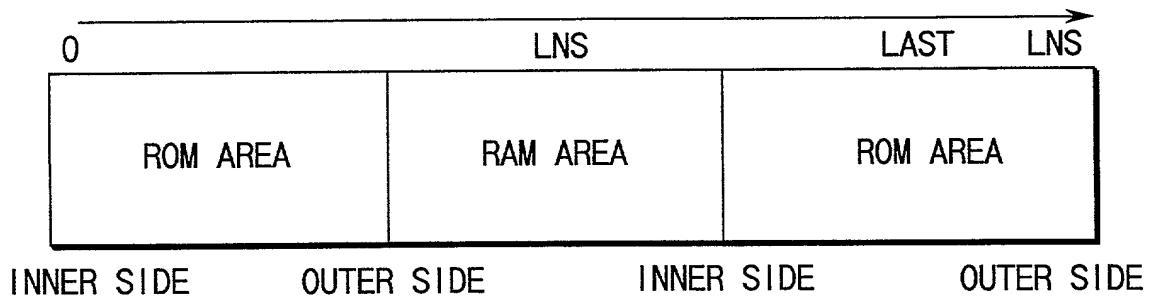 0 LNS LAST LNS
ROM AREA RAM AREA ROM AREA
INNER SIDE OUTER SIDE INNER SIDE OUTER SIDE